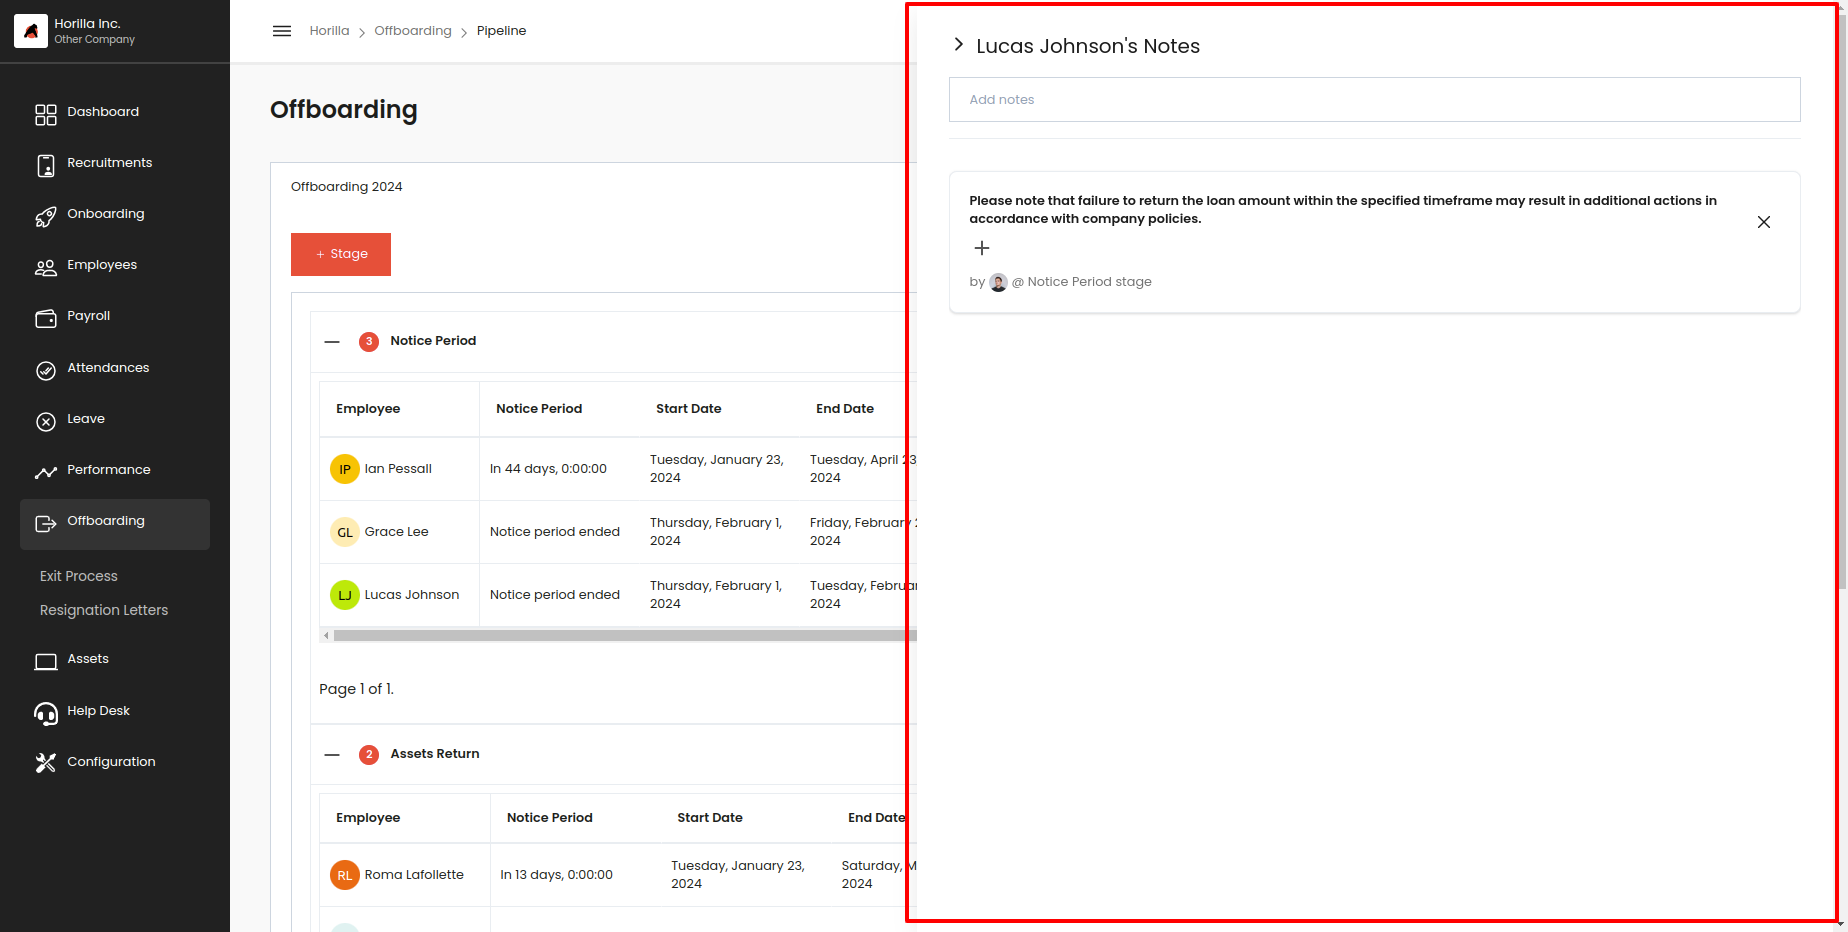 Horilla Inc.
Other Company
Dashboard
Recruitments
Onboarding
Employees
Payroll
Attendances
Leave
Performance
Offboarding
Exit Process
Resignation Letters
Assets
Help Desk
Configuration
Horilla > Offboarding > Pipeline
Offboarding
Offboarding 2024
+ Stage
3 Notice Period
Employee Notice Period Start Date End Date
IP Ian Pessall In 44 days, 0:00:00 Tuesday, January 23, 2024 Tuesday, April 23, 2024
GL Grace Lee Notice period ended Thursday, February 1, 2024 Friday, February 2024
LJ Lucas Johnson Notice period ended Thursday, February 1, 2024 Tuesday, 2024
Page 1 of 1.
2 Assets Return
Employee Notice Period Start Date End Date
RL Roma Lafollette In 13 days, 0:00:00 Tuesday, January 23, 2024 Saturday, 2024
Lucas Johnson's Notes
Add notes
Please note that failure to return the loan amount within the specified timeframe may result in additional actions in
accordance with company policies.
by @ Notice Period stage